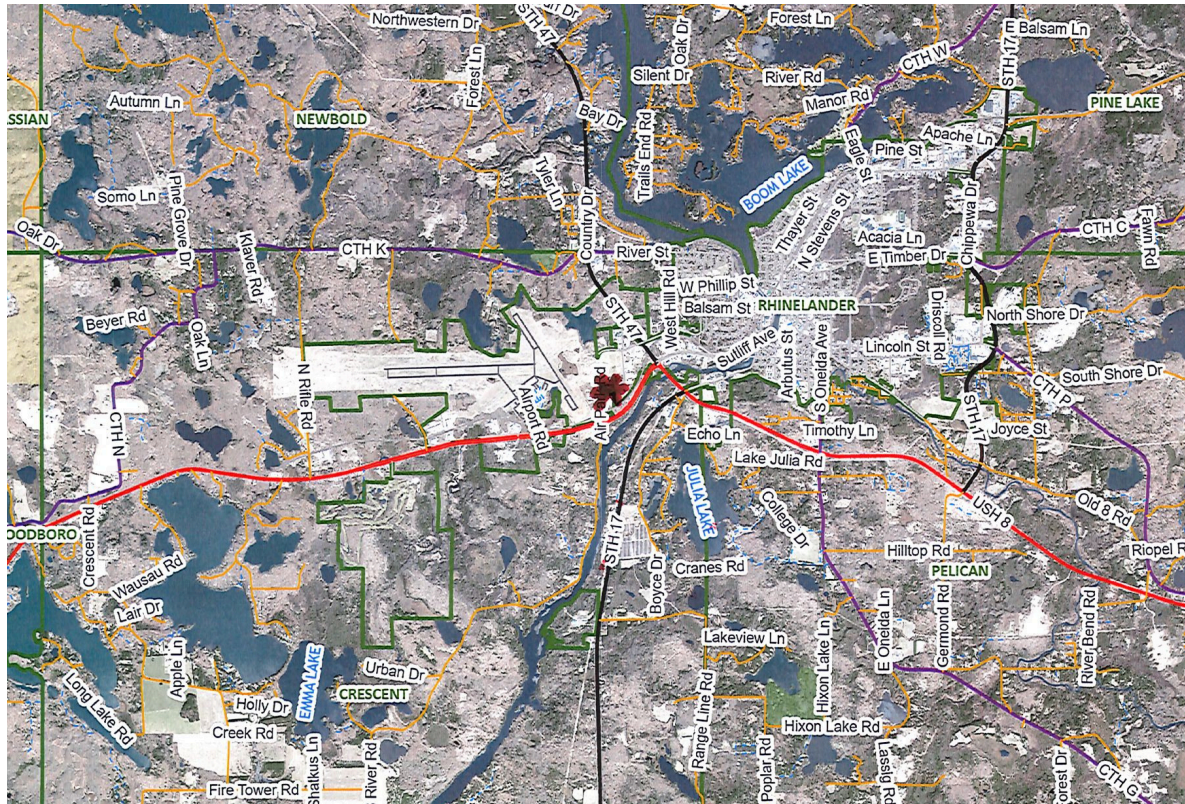 Northwestern Dr
STH 47
Forest Ln
Oak Dr
Forest Ln
CTH W
STH 17
E Balsam Ln
Silent Dr
River Rd
Manor Rd
Autumn Ln
NEWBOLD
Bay Dr
PINE LAKE
Apache Ln
Pine St
Eagle St
Trails End Rd
BOOM LAKE
Tyler Ln
Country Dr
Thayer St
N Stevens St
Somo Ln
Pine Grove Dr
Chippewa Dr
Oak Dr
Klaver Rd
CTH K
River St
Acacia Ln
E Timber Dr
CTH C
Fawn Rd
West Hill Rd
W Phillip St
Balsam St
RHINELANDER
STH 47
Driscoll Rd
North Shore Dr
Beyer Rd
Oak Ln
Sutliff Ave
Lincoln St
Arbutus St
S Oneida Ave
South Shore Dr
CTH P
N Rifle Rd
Airport Rd
STH 17
Joyce St
CTH N
Echo Ln
Timothy Ln
Lake Julia Rd
JULIA LAKE
College Dr
USH 8
Old 8 Rd
OODBORO
Crescent Rd
STH 17
Wausau Rd
Hilltop Rd
Riopel R
Boyce Dr
Cranes Rd
PELICAN
Lair Dr
Germond Rd
River Bend Rd
Lakeview Ln
Hixon Lake Ln
E Oneida Ln
Apple Ln
Urban Dr
EMMA LAKE
CRESCENT
Long Lake Rd
Holly Dr
Range Line Rd
Creek Rd
Hixon Lake Rd
Poplar Rd
Lassig Rd
Shatkus Ln
River Rd
Fire Tower Rd
CTH G